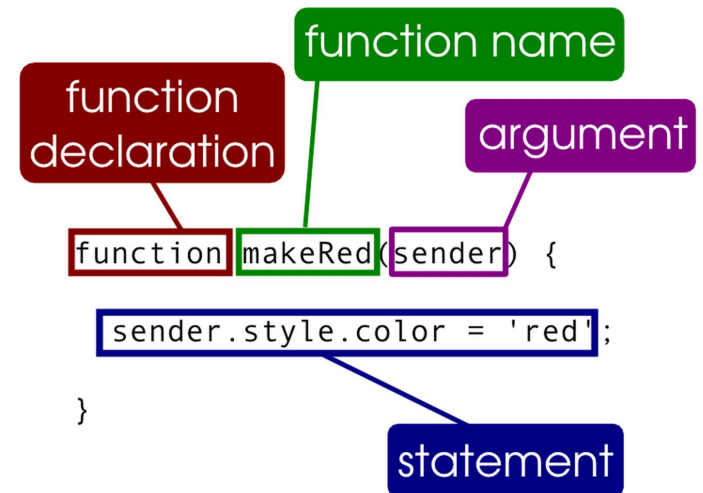 function name
function
declaration
argument
function makeRed(sender) {
sender.style.color = 'red';
}
statement